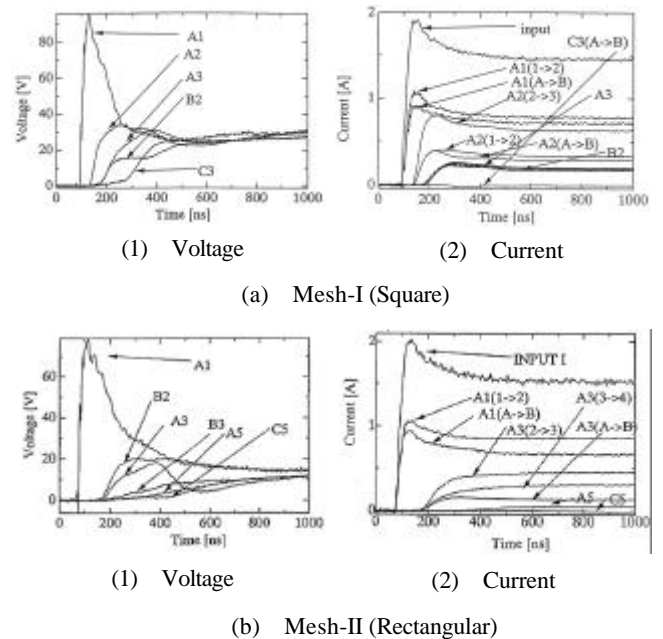 A1
A2
A3
B2
C3
Voltage [V]
80
60
40
20
0
0 200 400 600 800 1000
Time [ns]
(1) Voltage
input
C3(A->B)
A1(1->2)
A1(A->B)
A2(2->3)
A3
A2(1->2)
A2(A->B)
B2
Current [A]
2
1
0
0 200 400 600 800 1000
Time [ns]
(2) Current
(a) Mesh-I (Square)
A1
B2
A3
B3
A5
C5
Voltage [V]
60
40
20
0
0 200 400 600 800 1000
Time [ns]
(1) Voltage
INPUT I
A1(1->2)
A1(A->B)
A3(2->3)
A3(3->4)
A3(A->B)
A5
C5
Current [A]
2
1
0
0 200 400 600 800 1000
Time [ns]
(2) Current
(b) Mesh-II (Rectangular)